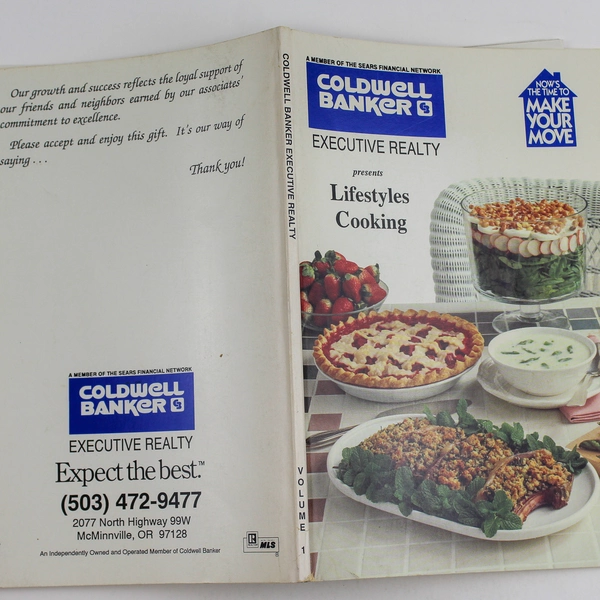 Our growth and success reflects the loyal support of
our friends and neighbors earned by our associates'
commitment to excellence.
Please accept and enjoy this gift. It's our way of
saying . . .
Thank you!
A MEMBER OF THE SEARS FINANCIAL NETWORK
COLDWELL
BANKER
EXECUTIVE REALTY
Expect the best.™
(503) 472-9477
2077 North Highway 99W
McMinnville, OR 97128
An Independently Owned and Operated Member of Coldwell Banker
MLS
COLDWELL BANKER EXECUTIVE REALTY
VOLUME 1
A MEMBER OF THE SEARS FINANCIAL NETWORK
COLDWELL
BANKER
EXECUTIVE REALTY
presents
Lifestyles
Cooking
NOW'S
THE TIME TO
MAKE
YOUR
MOVE